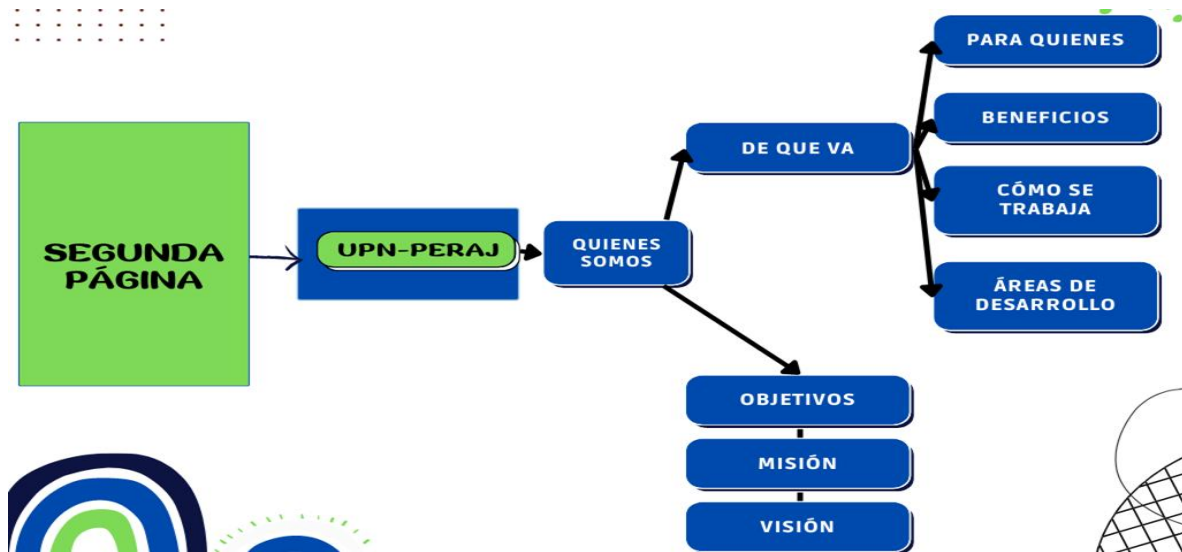 SEGUNDA
PÁGINA
UPN-PERAJ
QUIENES
SOMOS
DE QUE VA
PARA QUIENES
BENEFICIOS
CÓMO SE
TRABAJA
ÁREAS DE
DESARROLLO
OBJETIVOS
MISIÓN
VISIÓN